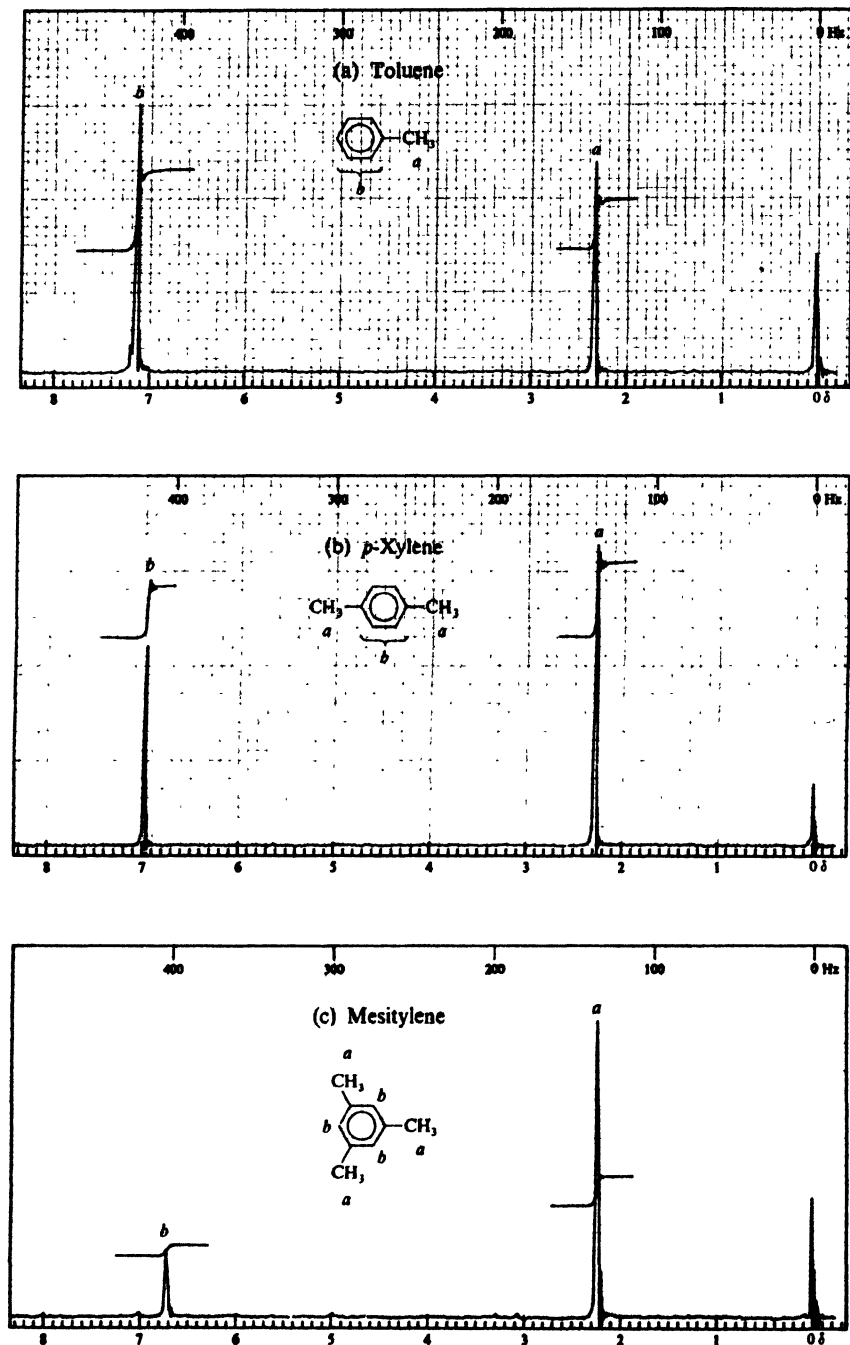 400 300 200 100 0 Hz
(a) Toluene
b
a
CH3
a
b
8 7 6 5 4 3 2 1 0 δ
400 300 200 100 0 Hz
(b) p-Xylene
b
a
CH3 CH3
a a
b
8 7 6 5 4 3 2 1 0 δ
400 300 200 100 0 Hz
(c) Mesitylene
a
a
CH3
b
b CH3
b a
CH3
a
b
8 7 6 5 4 3 2 1 0 δ